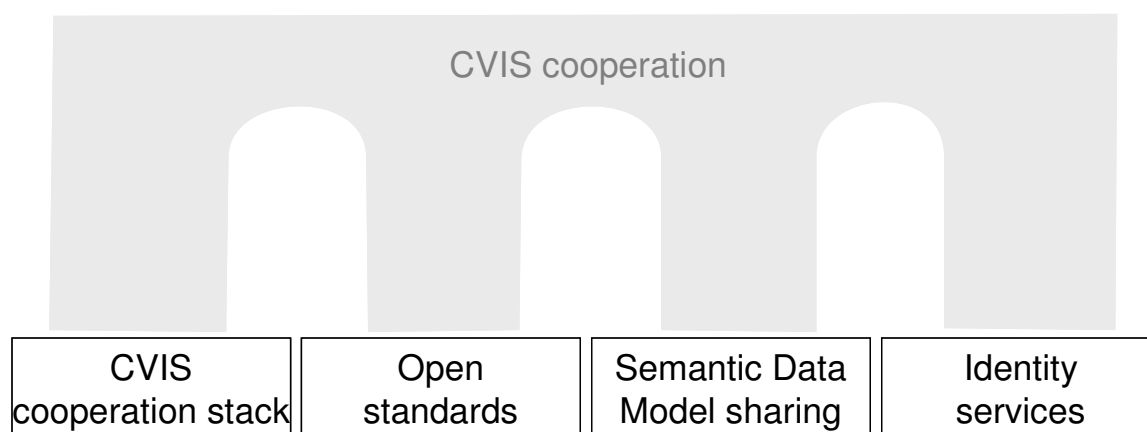 CVIS cooperation
CVIS
cooperation stack
Open
standards
Semantic Data
Model sharing
Identity
services